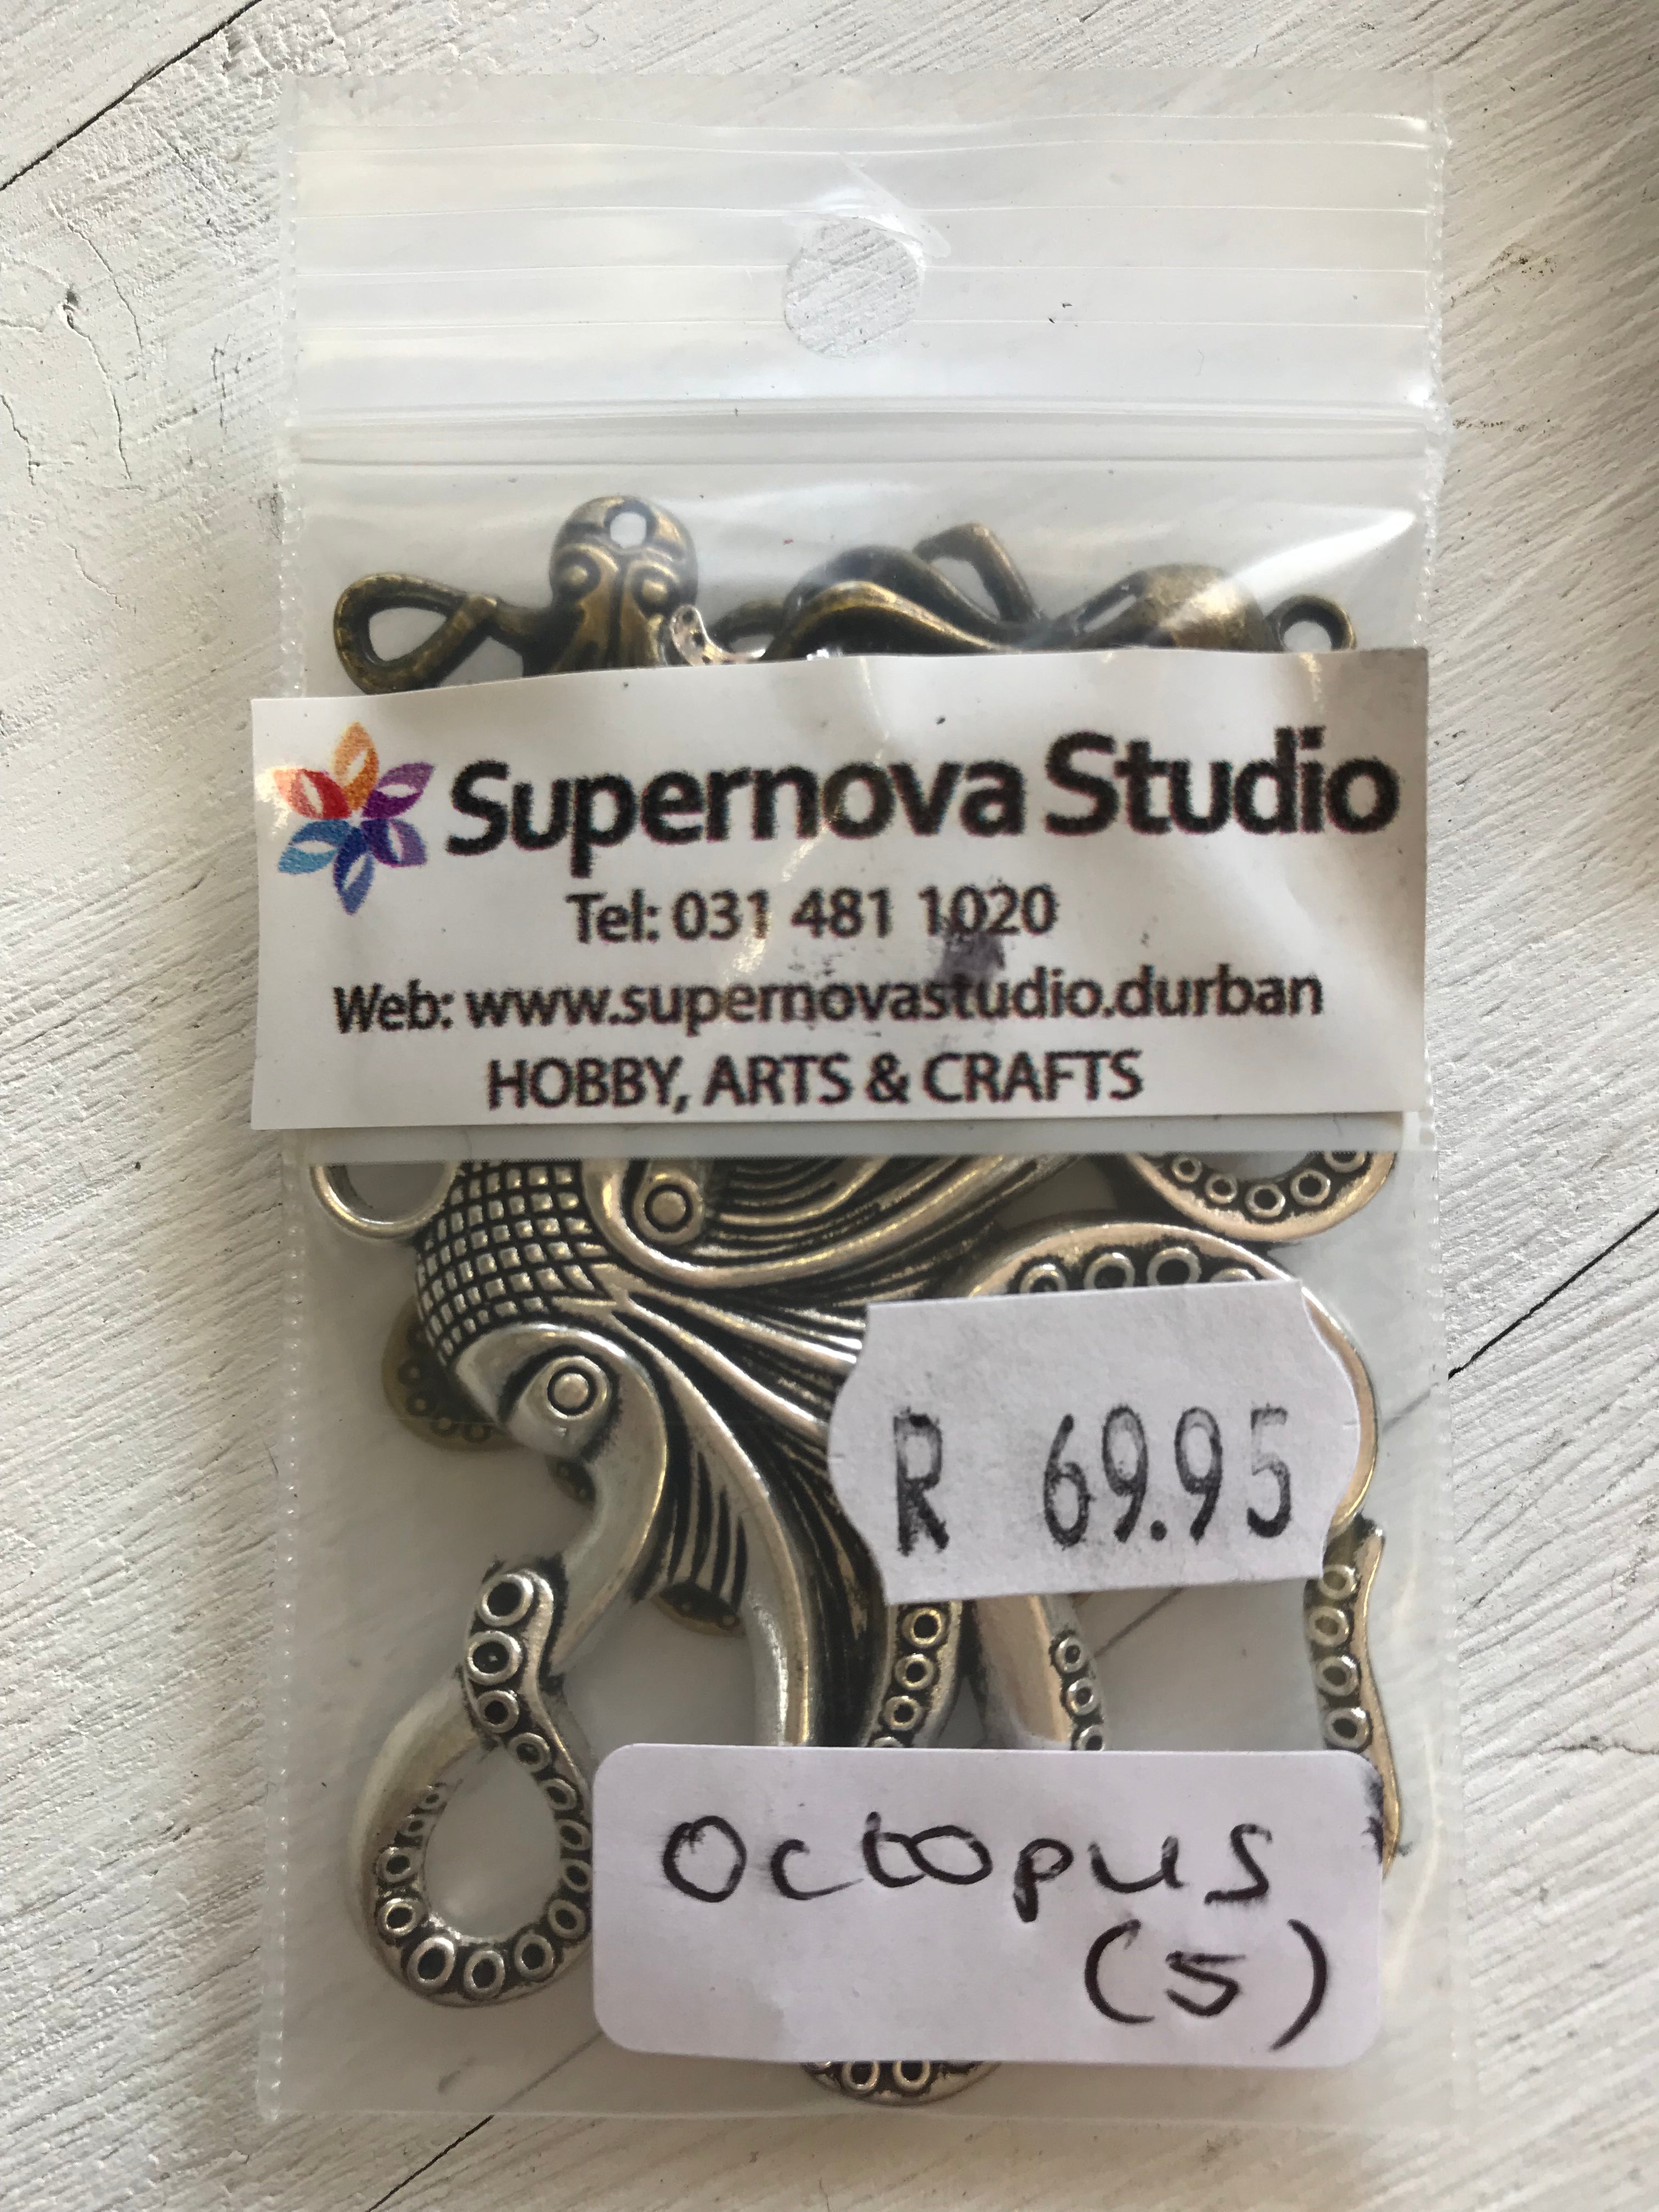 Supernova Studio
Tel: 031 481 1020
Web: www.supernovastudio.durban
HOBBY, ARTS & CRAFTS
R 69.95
Octopus
(5)